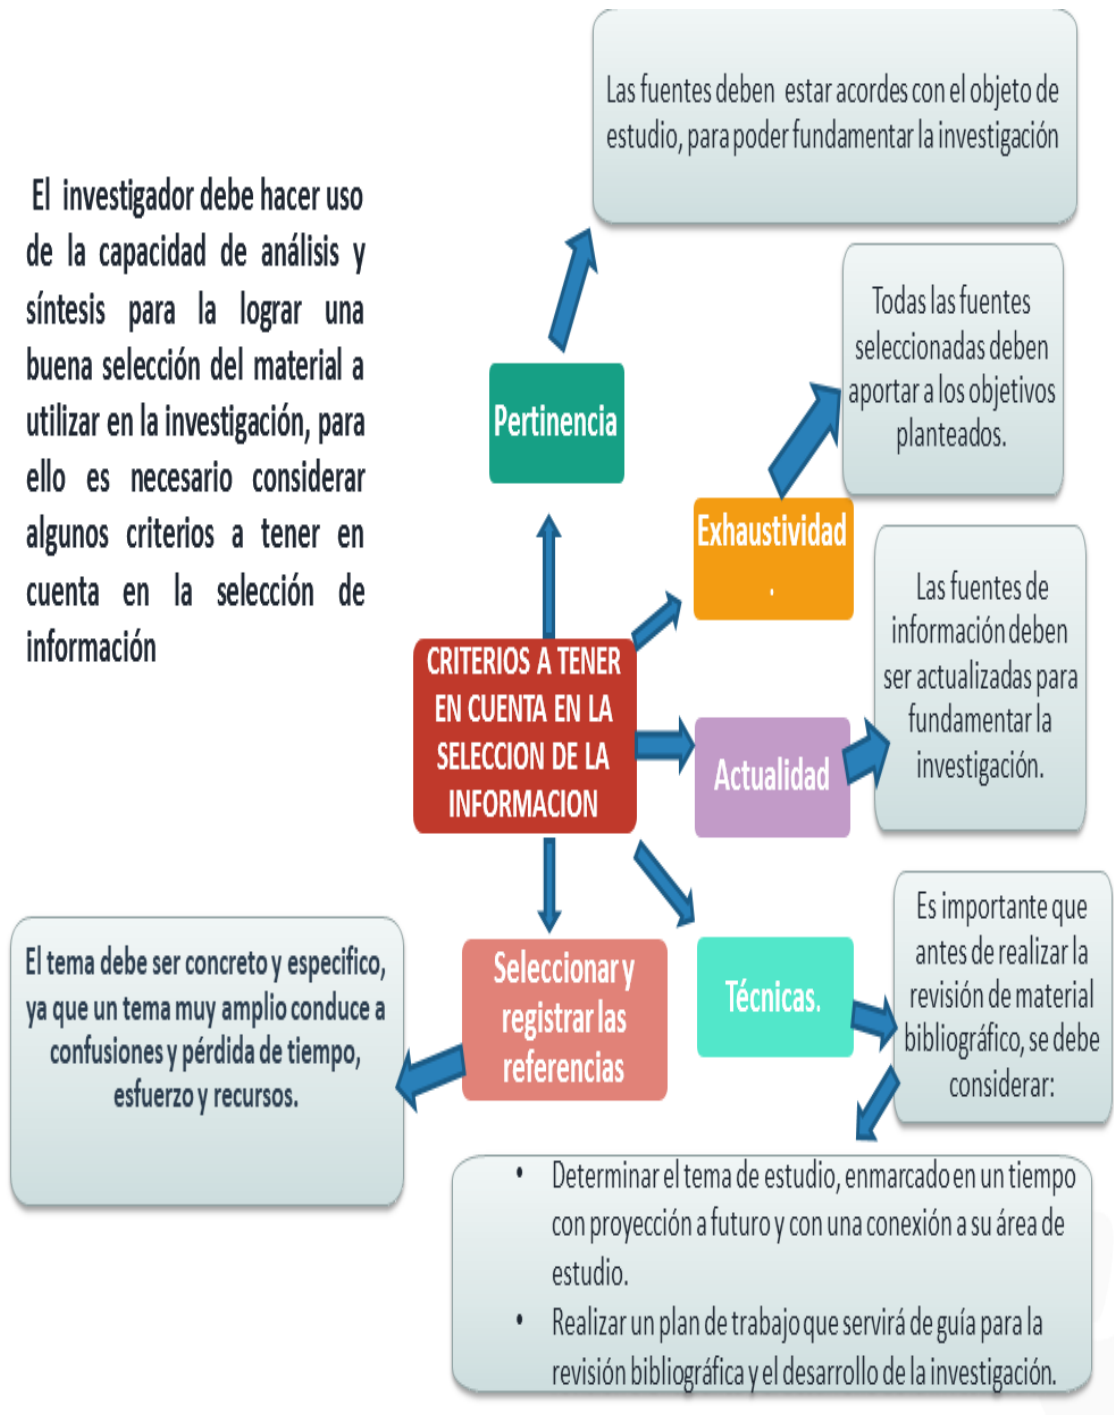 Las fuentes deben estar acordes con el objeto de
estudio, para poder fundamentar la investigación
El investigador debe hacer uso
de la capacidad de análisis y
síntesis para la lograr una
buena selección del material a
utilizar en la investigación, para
ello es necesario considerar
algunos criterios a tener en
cuenta en la selección de
información
Pertinencia
Todas las fuentes
seleccionadas deben
aportar a los objetivos
planteados.
Exhaustividad
.
Las fuentes de
información deben
ser actualizadas para
fundamentar la
investigación.
CRITERIOS A TENER
EN CUENTA EN LA
SELECCION DE LA
INFORMACION
Actualidad
Es importante que
antes de realizar la
revisión de material
bibliográfico, se debe
considerar:
Técnicas.
Seleccionar y
registrar las
referencias
El tema debe ser concreto y especifico,
ya que un tema muy amplio conduce a
confusiones y pérdida de tiempo,
esfuerzo y recursos.
• Determinar el tema de estudio, enmarcado en un tiempo
con proyección a futuro y con una conexión a su área de
estudio.
• Realizar un plan de trabajo que servirá de guía para la
revisión bibliográfica y el desarrollo de la investigación.